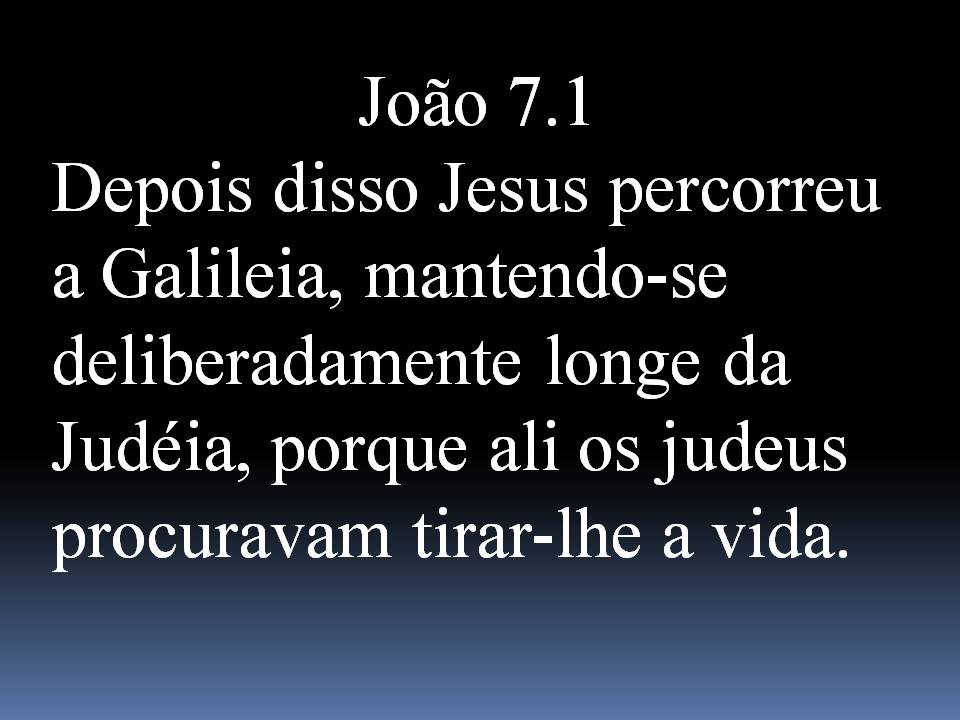 João 7.1
Depois disso Jesus percorreu
a Galileia, mantendo-se
deliberadamente longe da
Judéia, porque ali os judeus
procuravam tirar-lhe a vida.